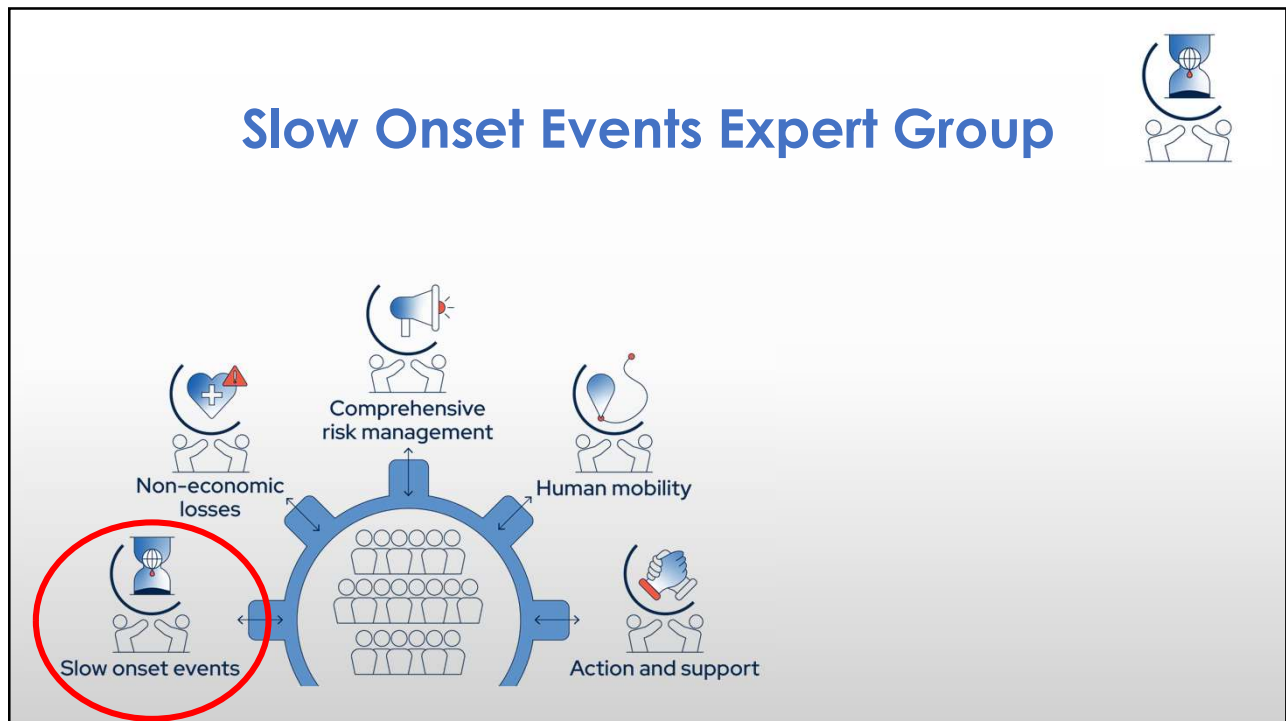 Slow Onset Events Expert Group
Comprehensive
risk management
Non-economic
losses
Human mobility
Slow onset events
Action and support